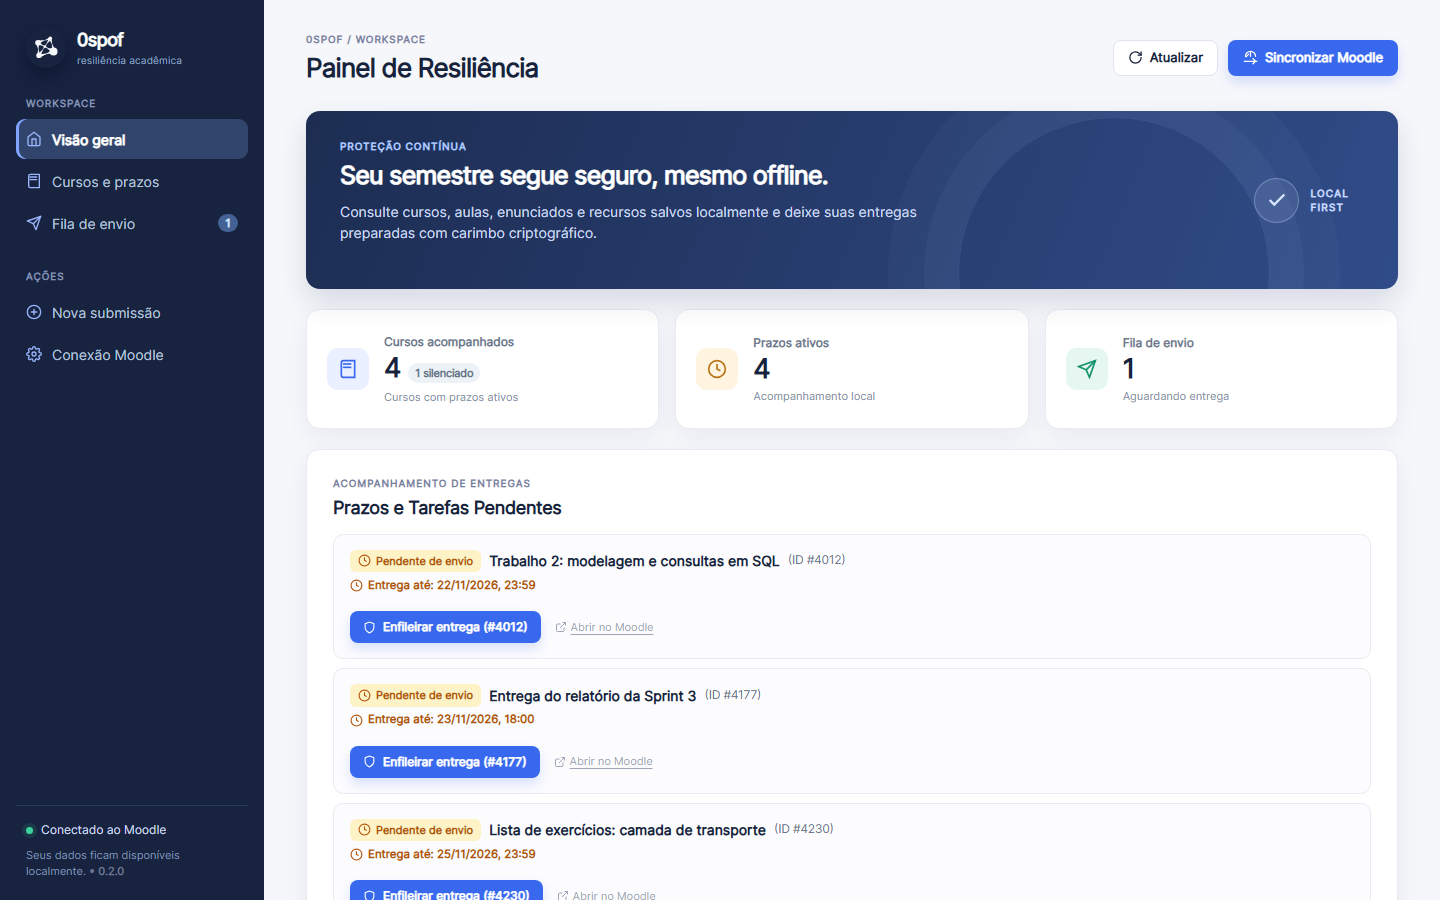 0spof
resiliência acadêmica
WORKSPACE
Visão geral
Cursos e prazos
Fila de envio 1
AÇÕES
Nova submissão
Conexão Moodle
Conectado ao Moodle
Seus dados ficam disponíveis
localmente. • 0.2.0
0SPOF / WORKSPACE
Painel de Resiliência
Atualizar
Sincronizar Moodle
PROTEÇÃO CONTÍNUA
Seu semestre segue seguro, mesmo offline.
Consulte cursos, aulas, enunciados e recursos salvos localmente e deixe suas entregas
preparadas com carimbo criptográfico.
LOCAL
FIRST
Cursos acompanhados
4 1 silenciado
Cursos com prazos ativos
Prazos ativos
4
Acompanhamento local
Fila de envio
1
Aguardando entrega
ACOMPANHAMENTO DE ENTREGAS
Prazos e Tarefas Pendentes
Pendente de envio Trabalho 2: modelagem e consultas em SQL (ID #4012)
Entrega até: 22/11/2026, 23:59
Enfileirar entrega (#4012) Abrir no Moodle
Pendente de envio Entrega do relatório da Sprint 3 (ID #4177)
Entrega até: 23/11/2026, 18:00
Enfileirar entrega (#4177) Abrir no Moodle
Pendente de envio Lista de exercícios: camada de transporte (ID #4230)
Entrega até: 25/11/2026, 23:59
Enfileirar entrega (#4230) Abrir no Moodle